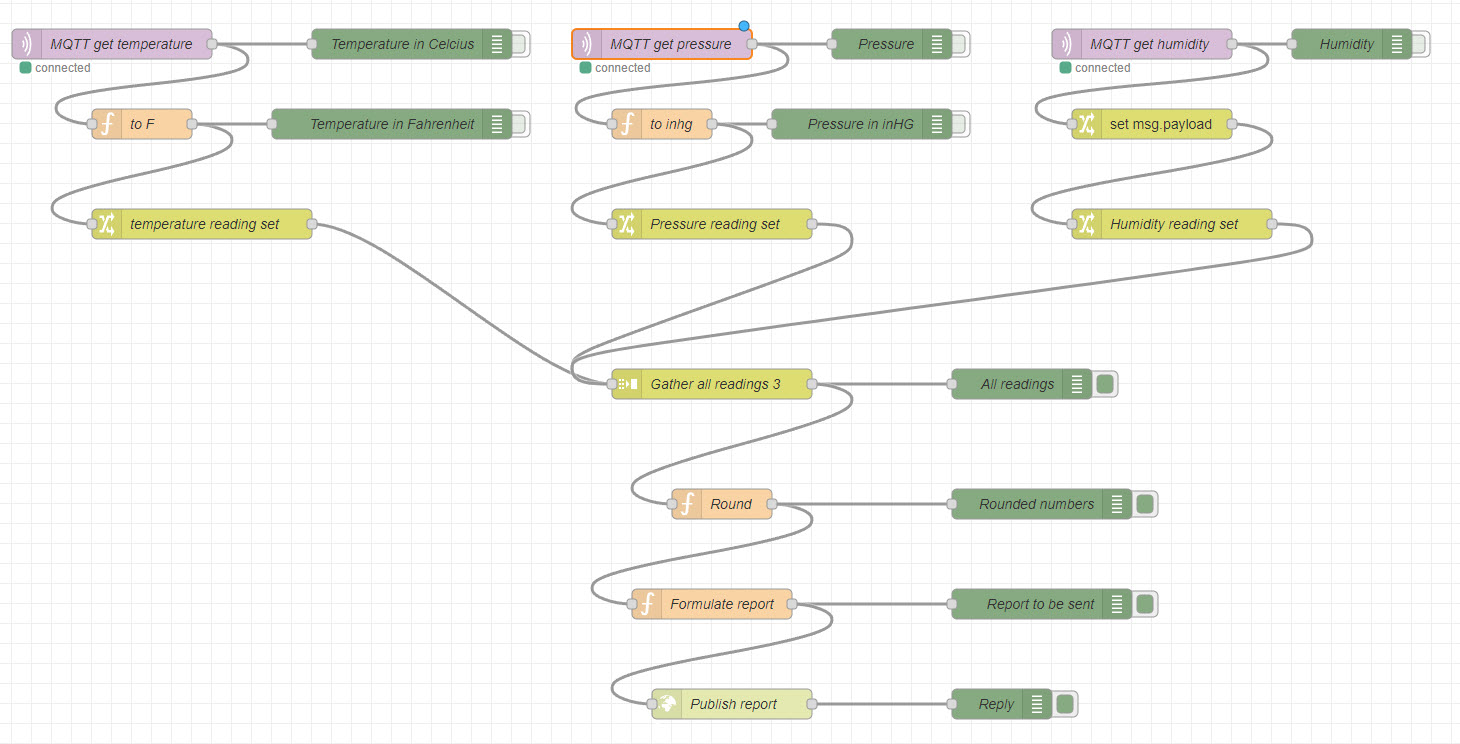 MQTT get temperature
Temperature in Celcius
MQTT get pressure
Pressure
MQTT get humidity
Humidity
connected
connected
connected
to F
Temperature in Fahrenheit
to inhg
Pressure in inHG
set msg.payload
temperature reading set
Pressure reading set
Humidity reading set
Gather all readings 3
All readings
Round
Rounded numbers
Formulate report
Report to be sent
Publish report
Reply